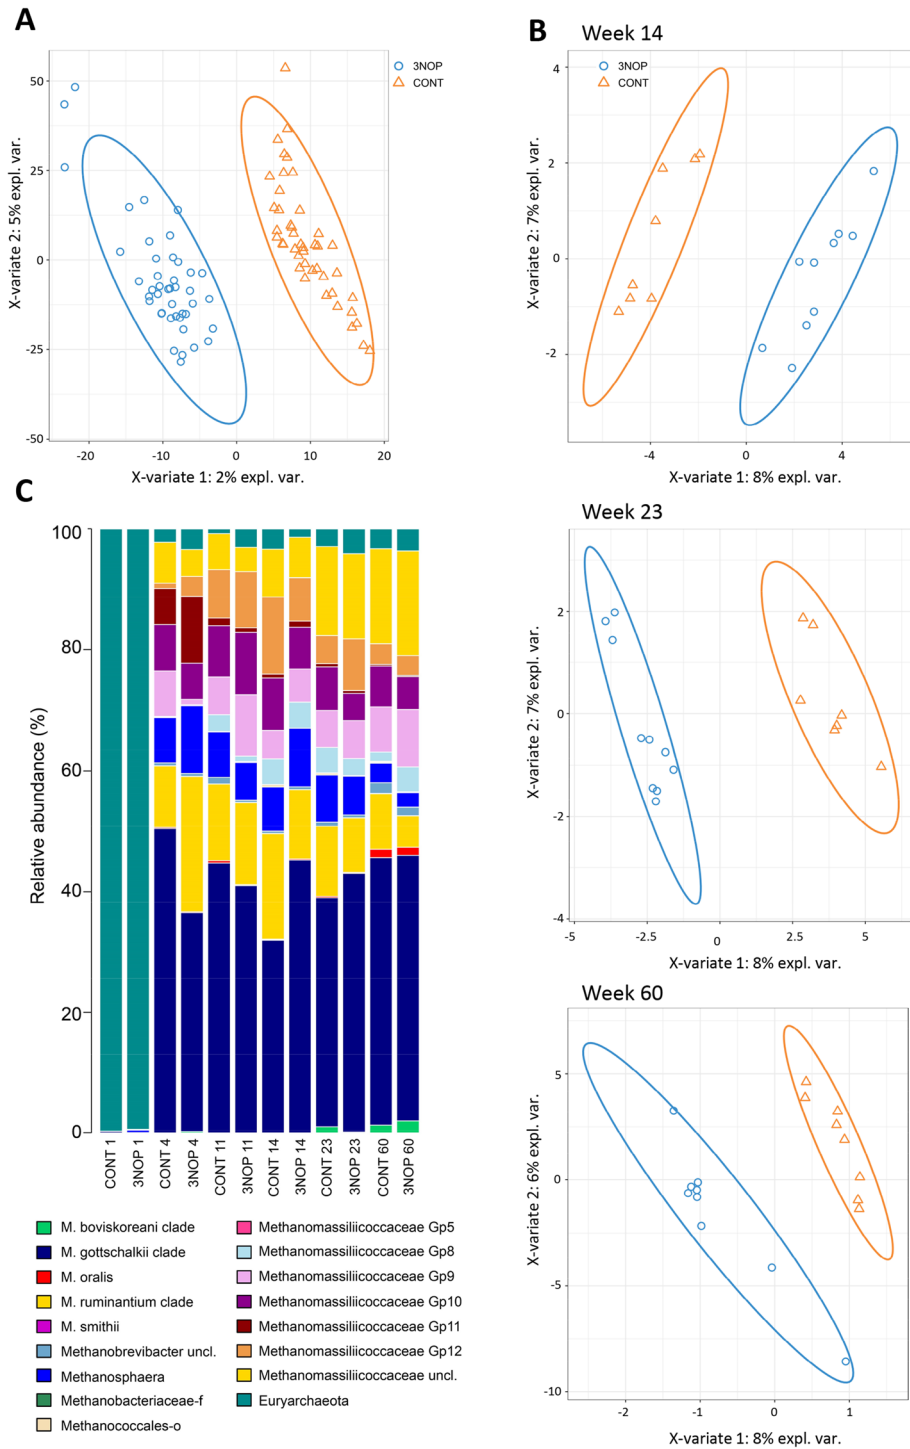 A
3NOP
CONT
50
25
0
-25
-50
-20
-10
0
10
20
X-variate 2: 5% expl. var.
X-variate 1: 2% expl. var.
B
Week 14
3NOP
CONT
4
2
0
-2
-4
0
4
X-variate 2: 7% expl. var.
X-variate 1: 8% expl. var.
Week 23
2
0
-2
-4
-5
-2.5
0
2.5
5
X-variate 2: 7% expl. var.
X-variate 1: 8% expl. var.
Week 60
5
0
-5
-10
-2
-1
0
1
X-variate 2: 6% expl. var.
X-variate 1: 8% expl. var.
C
100
80
60
40
20
0
Relative abundance (%)
CONT 1
3NOP 1
CONT 4
3NOP 4
CONT 11
3NOP 11
CONT 14
3NOP 14
CONT 23
3NOP 23
CONT 60
3NOP 60
M. boviskoreani clade
M. gottschalkii clade
M. oralis
M. ruminantium clade
M. smithii
Methanobrevibacter uncl.
Methanosphaera
Methanobacteriaceae-f
Methanococcales-o
Methanomassiliicoccaceae Gp5
Methanomassiliicoccaceae Gp8
Methanomassiliicoccaceae Gp9
Methanomassiliicoccaceae Gp10
Methanomassiliicoccaceae Gp11
Methanomassiliicoccaceae Gp12
Methanomassiliicoccaceae uncl.
Euryarchaeota